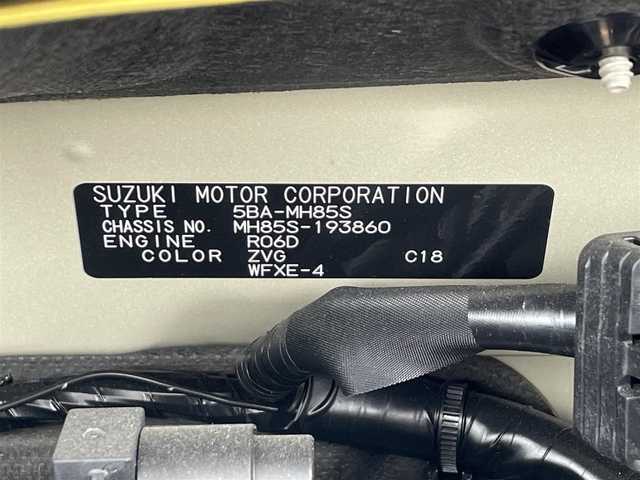 SUZUKI MOTOR CORPORATION
TYPE 5BA-MH85S
CHASSIS NO. MH85S-193860
ENGINE R06D
COLOR ZVG C18
WFXE-4